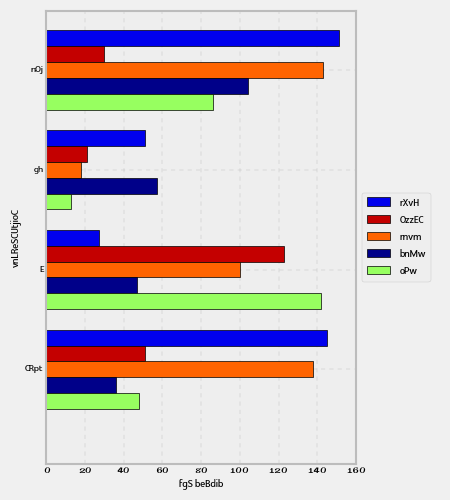 nDj
gh
E
CRpt
vnLReSCUtjioC
0 20 40 60 80 100 120 140 160
fgS beBdib
rXvH
OzzEC
mvm
bnMw
oPw